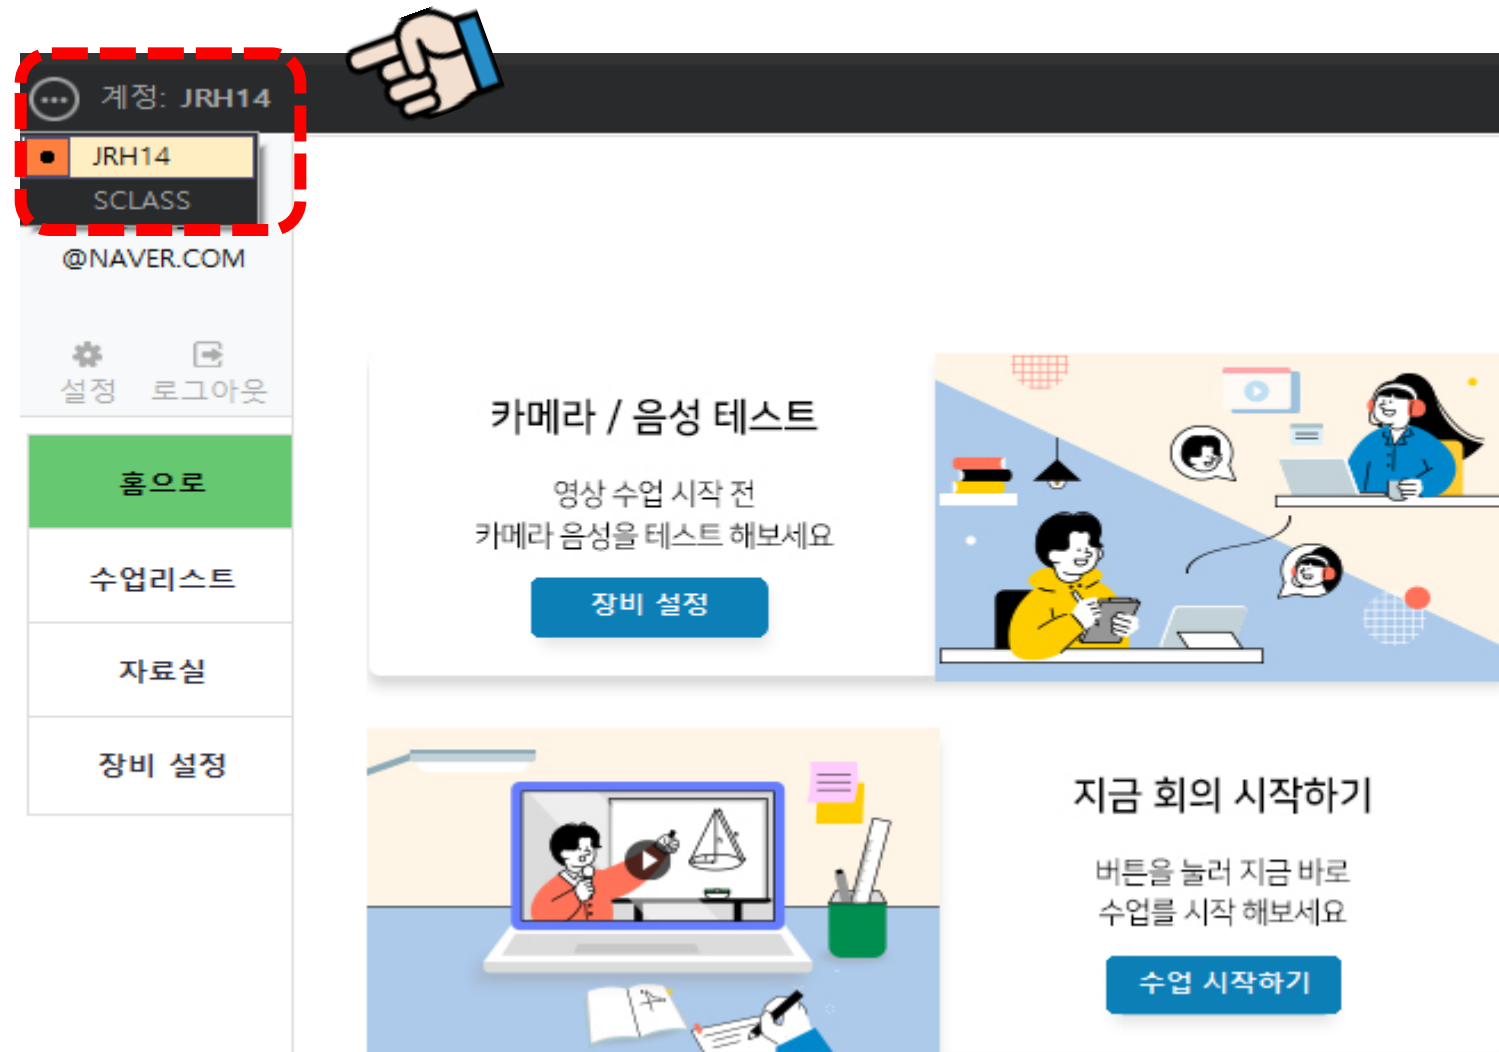 계정: JRH14
JRH14
SCLASS
@NAVER.COM
설정 로그아웃
홈으로
수업리스트
자료실
장비 설정
카메라 / 음성 테스트
영상 수업 시작 전
카메라 음성을 테스트 해보세요
장비 설정
지금 회의 시작하기
버튼을 눌러 지금 바로
수업를 시작 해보세요
수업 시작하기